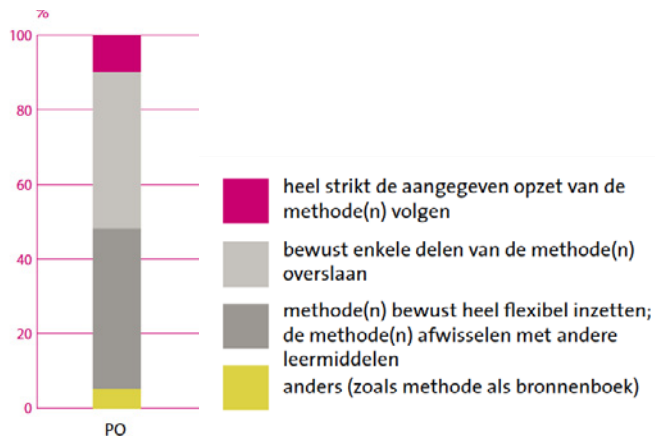 %
100
80
60
40
20
0
PO
heel strikt de aangegeven opzet van de
methode(n) volgen
bewust enkele delen van de methode(n)
overslaan
methode(n) bewust heel flexibel inzetten;
de methode(n) afwisselen met andere
leermiddelen
anders (zoals methode als bronnenboek)